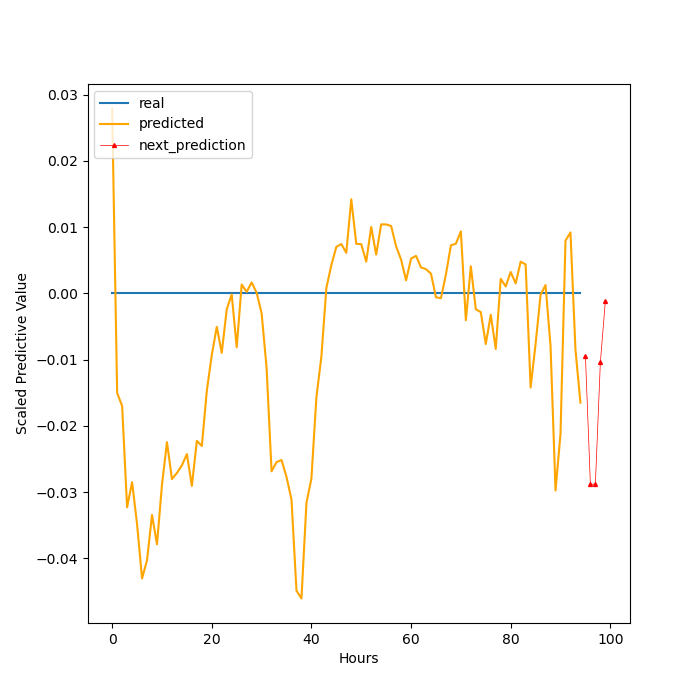 real
predicted
next_prediction
0.03
0.02
0.01
0.00
−0.01
−0.02
−0.03
−0.04
Scaled Predictive Value
0 20 40 60 80 100
Hours